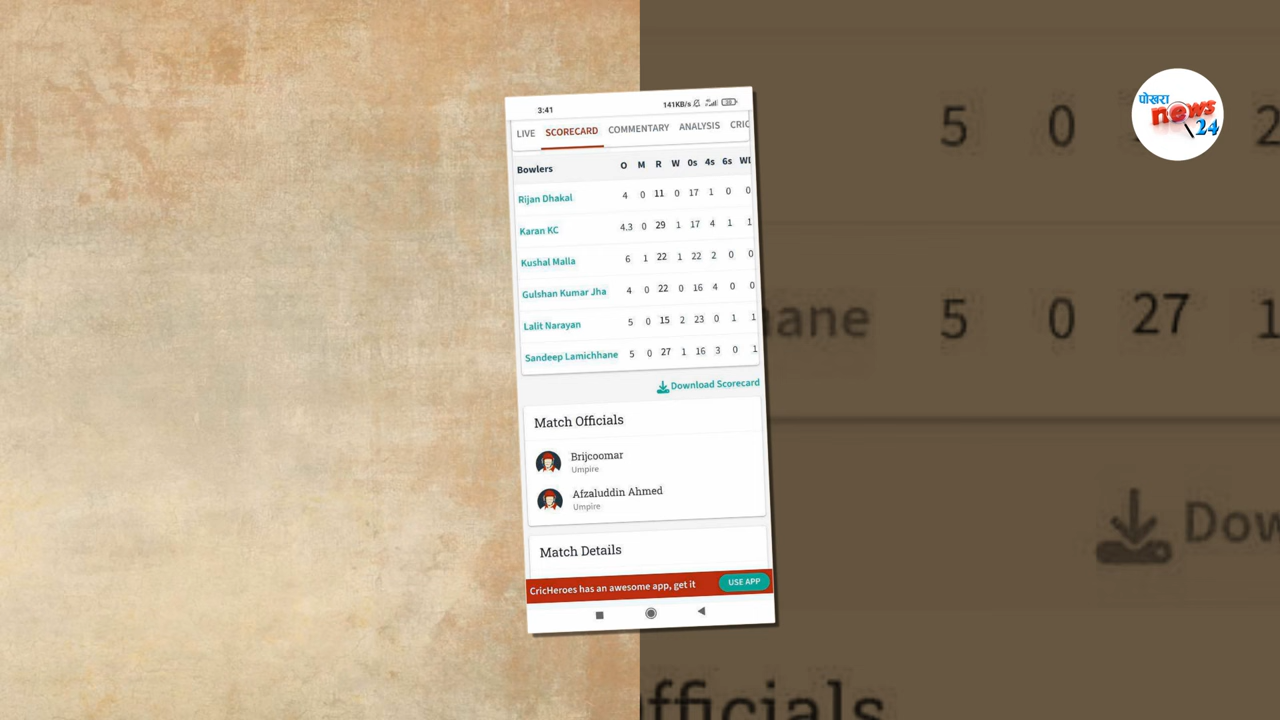 पोखरा
news
24
3:41 141KB/s
LIVE SCORECARD COMMENTARY ANALYSIS CRIC
Bowlers O M R W 0s 4s 6s
Rijan Dhakal 4 0 11 0 17 1 0 0
Karan KC 4.3 0 29 1 17 4 1 1
Kushal Malla 6 1 22 1 22 2 0 0
Gulshan Kumar Jha 4 0 22 0 16 4 0 0
Lalit Narayan 5 0 15 2 23 0 1 1
Sandeep Lamichhane 5 0 27 1 16 3 0 1
Download Scorecard
Match Officials
Brijcoomar
Umpire
Afzaluddin Ahmed
Umpire
Match Details
CricHeroes has an awesome app, get it USE APP
5 0 2
hane 5 0 27 1
Dow
fficials